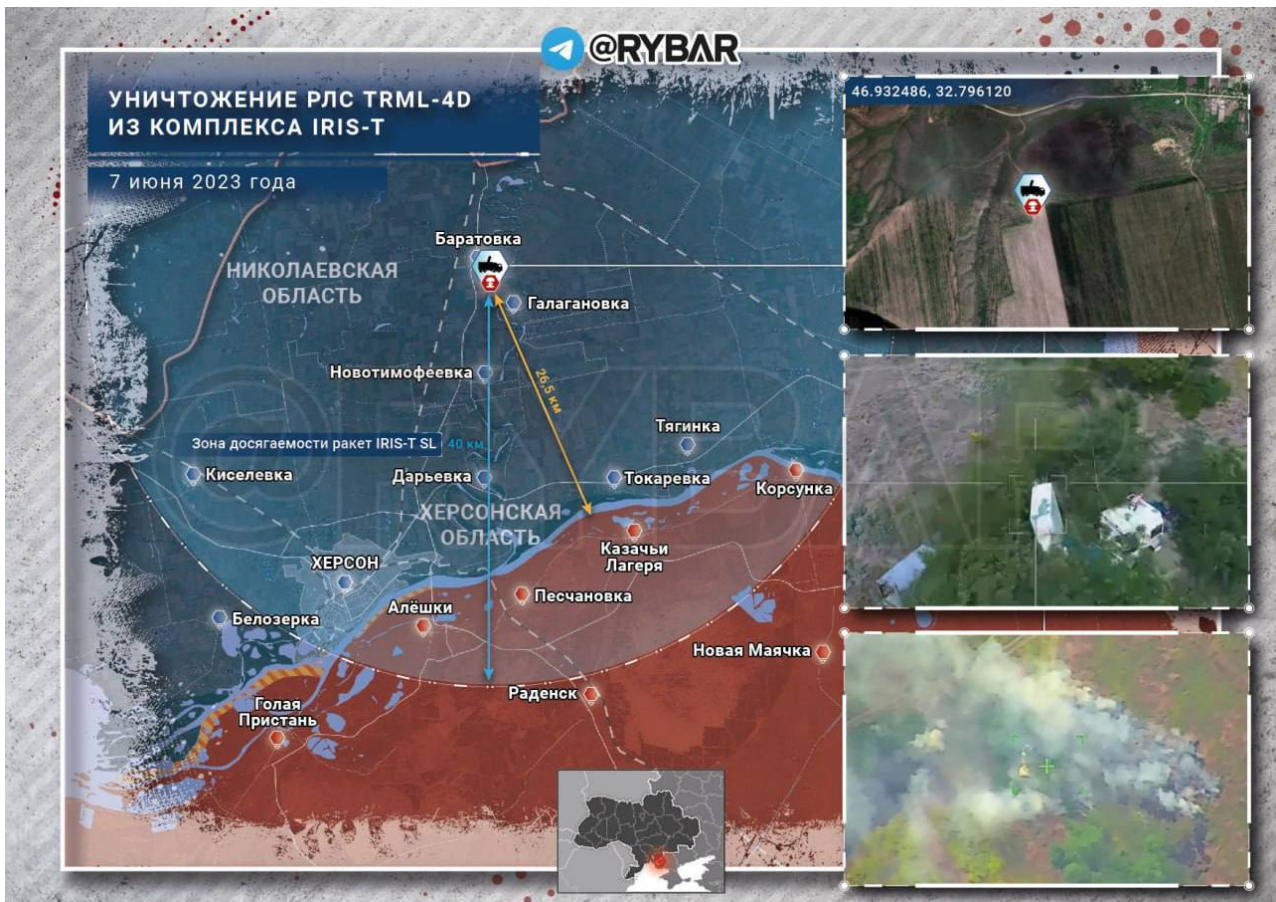 @RYBAR
УНИЧТОЖЕНИЕ РЛС TRML-4D
ИЗ КОМПЛЕКСА IRIS-T
7 июня 2023 года
46.932486, 32.796120
Баратовка
НИКОЛАЕВСКАЯ
ОБЛАСТЬ
Галагановка
Новотимофеевка
26,5 км
Тягинка
Зона досягаемости ракет IRIS-T SL
40 км
Киселевка
Дарьевка
Токаревка
Корсунка
ХЕРСОНСКАЯ
ОБЛАСТЬ
Казачьи
Лагеря
ХЕРСОН
Песчановка
Белозерка
Алёшки
Новая Маячка
Раденск
Голая
Пристань